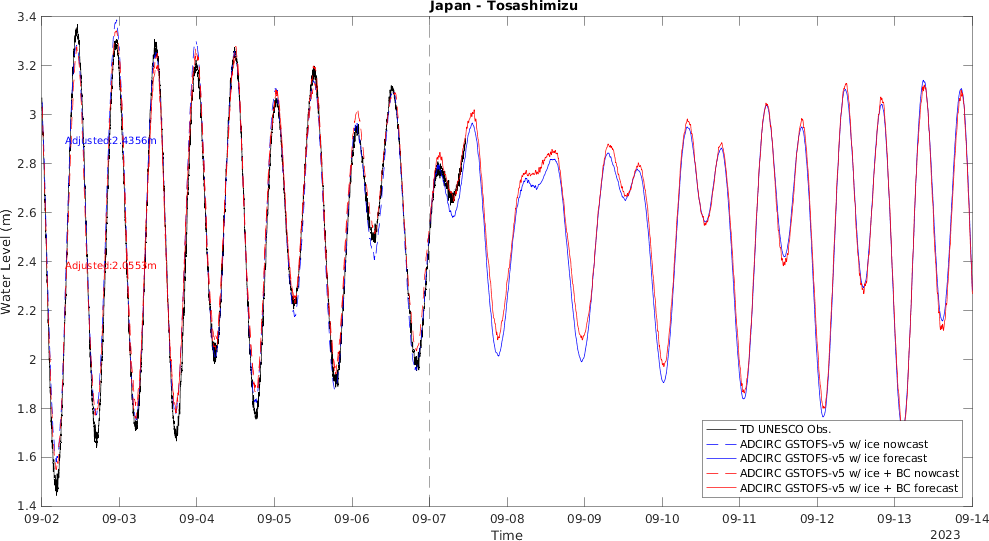 Japan - Tosashimizu
3.4
3.2
3
2.8
2.6
2.4
2.2
2
1.8
1.6
1.4
Water Level (m)
Adjusted:2.4356m
Adjusted:2.0553m
TD UNESCO Obs.
ADCIRC GSTOFS-v5 w/ ice nowcast
ADCIRC GSTOFS-v5 w/ ice forecast
ADCIRC GSTOFS-v5 w/ ice + BC nowcast
ADCIRC GSTOFS-v5 w/ ice + BC forecast
09-02 09-03 09-04 09-05 09-06 09-07 09-08 09-09 09-10 09-11 09-12 09-13 09-14
Time
2023